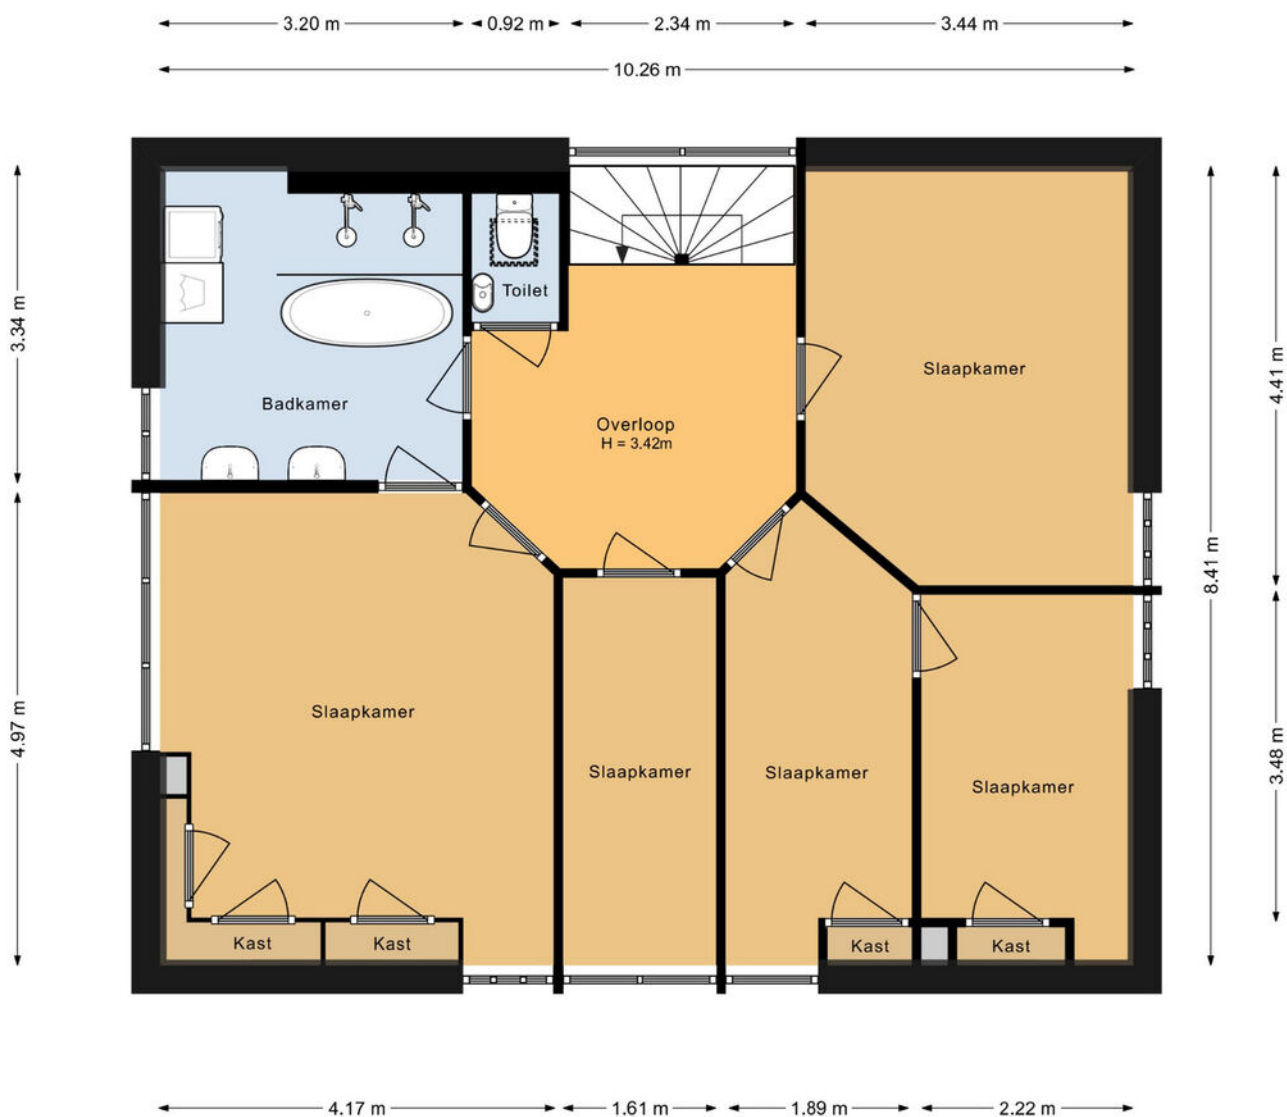 3.20 m
0.92 m
2.34 m
3.44 m
10.26 m
3.34 m
4.97 m
8.41 m
4.41 m
3.48 m
Toilet
Badkamer
Overloop
H = 3.42m
Slaapkamer
Slaapkamer
Slaapkamer
Slaapkamer
Slaapkamer
Kast
Kast
Kast
Kast
4.17 m
1.61 m
1.89 m
2.22 m